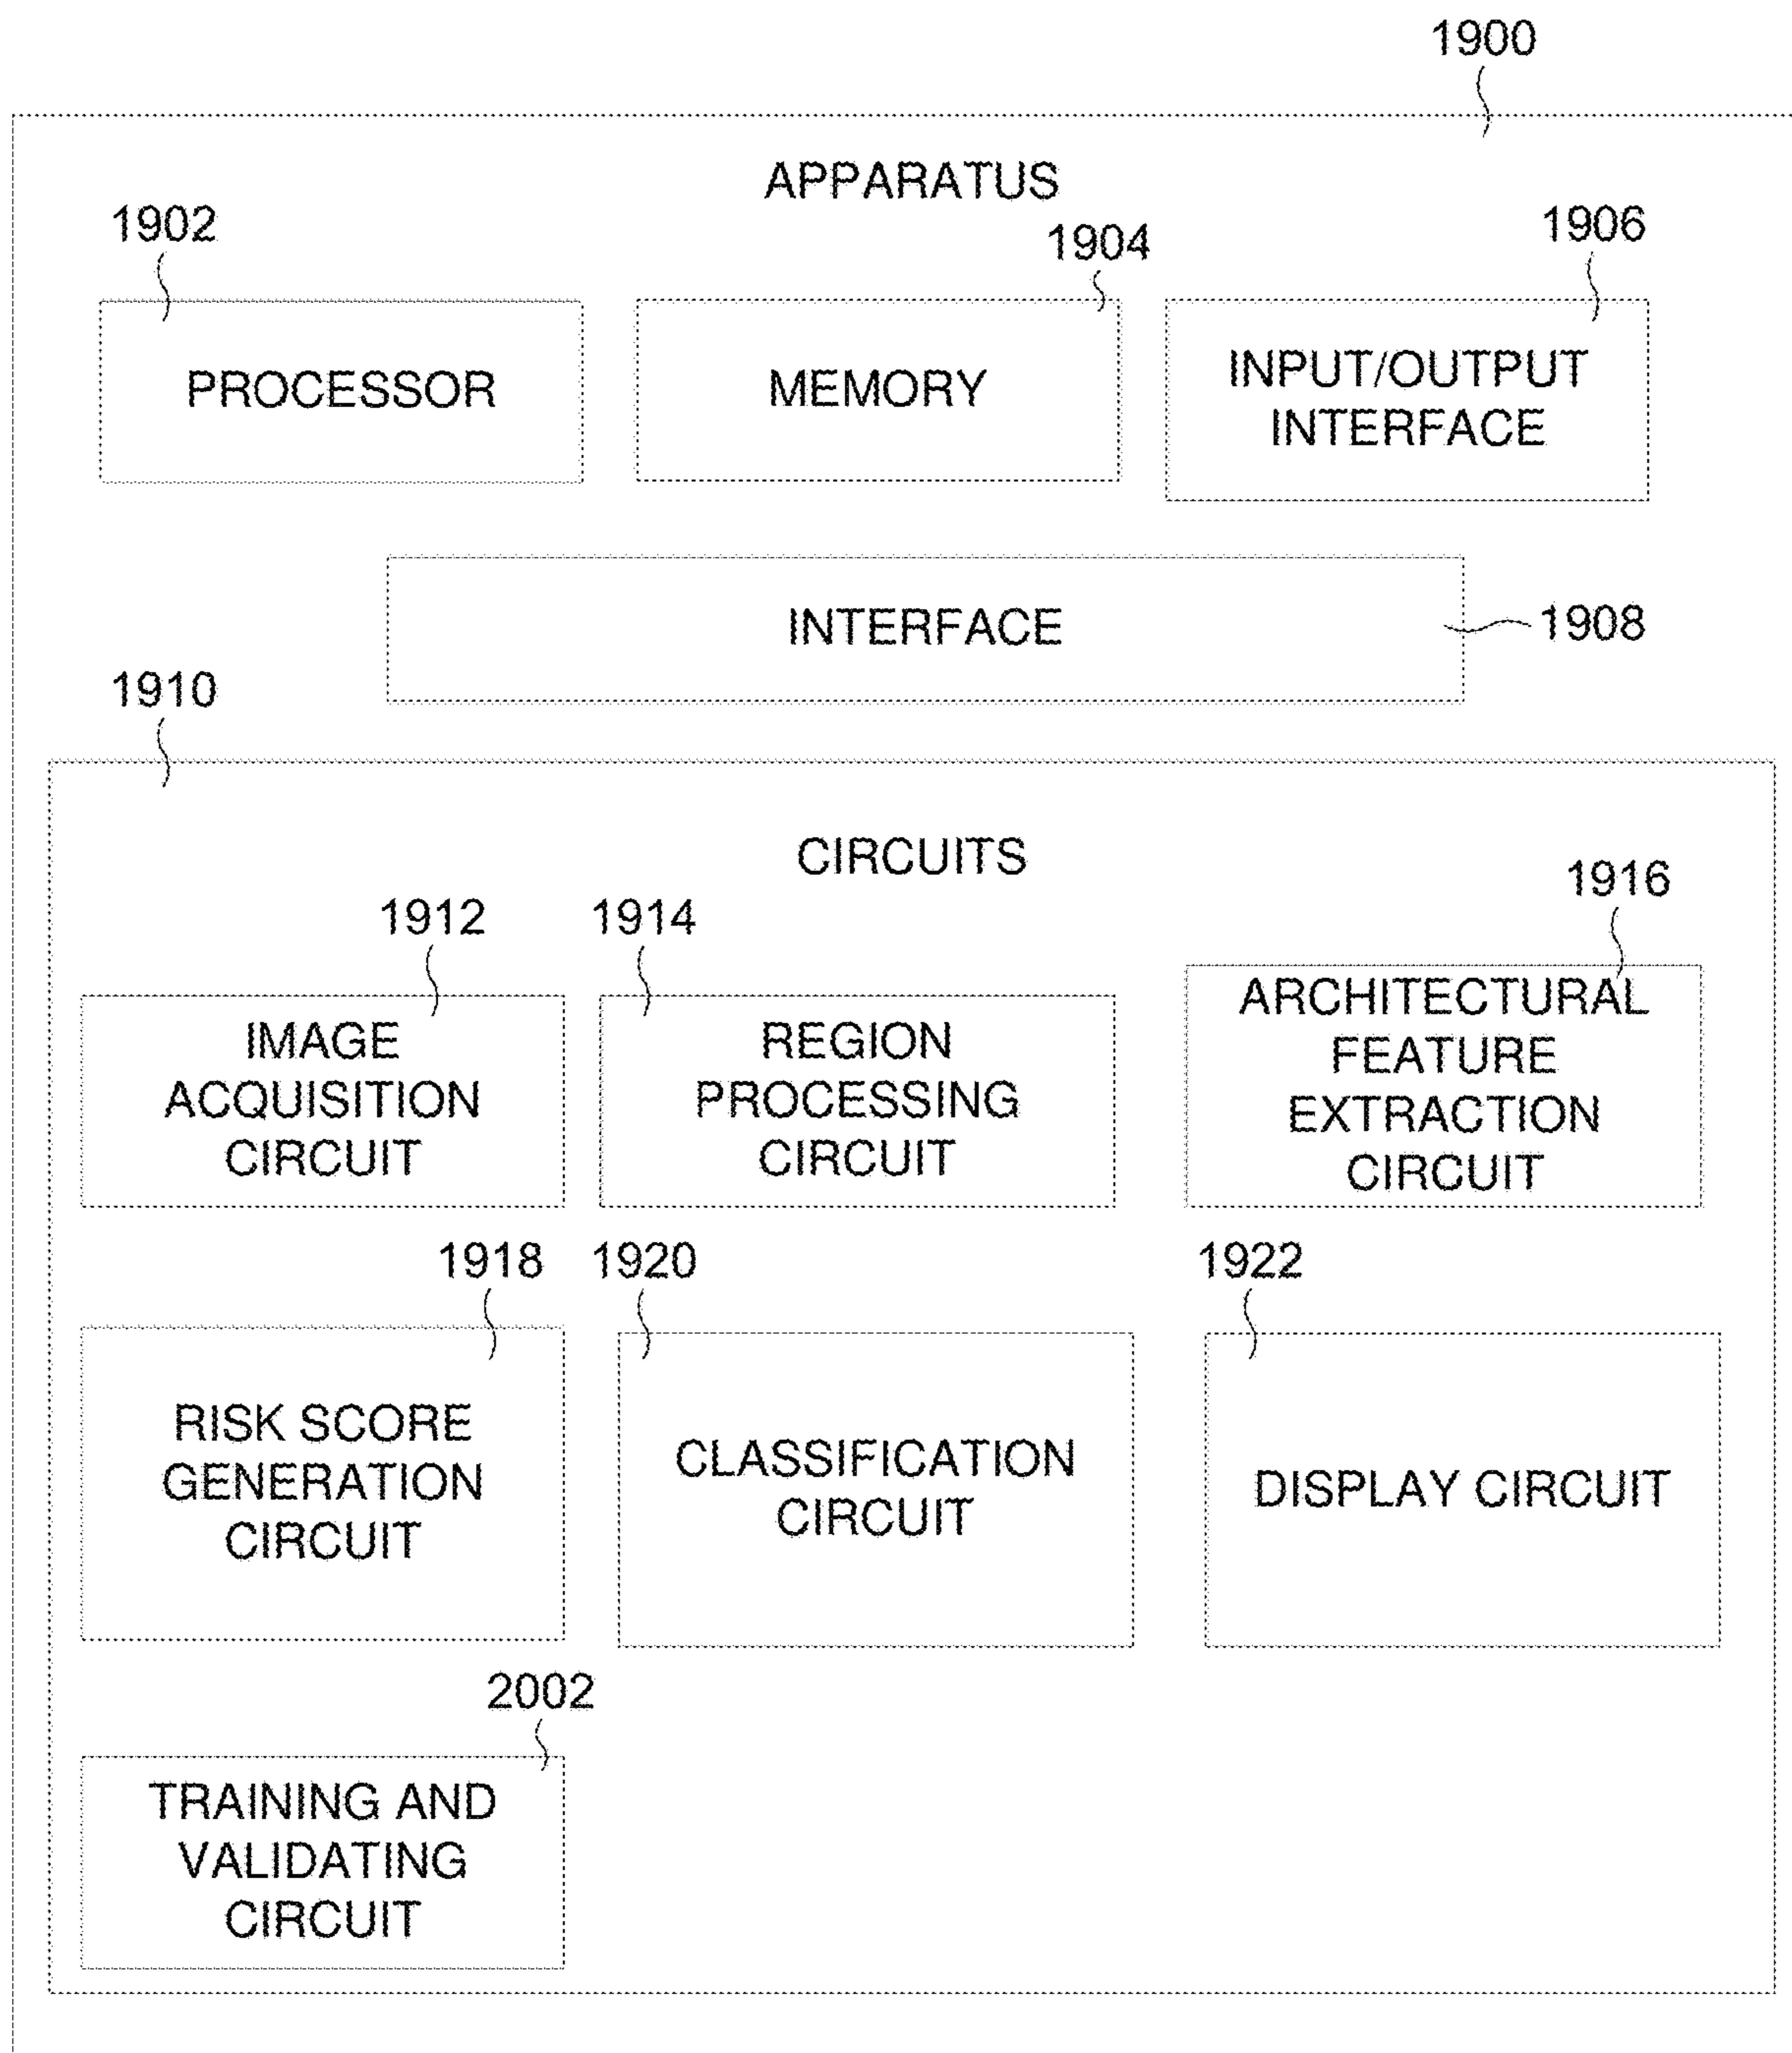 1900
APPARATUS
1902
1904
1906
PROCESSOR
MEMORY
INPUT/OUTPUT
INTERFACE
INTERFACE
1908
1910
CIRCUITS
1912
1914
1916
IMAGE
ACQUISITION
CIRCUIT
REGION
PROCESSING
CIRCUIT
ARCHITECTURAL
FEATURE
EXTRACTION
CIRCUIT
1918
1920
1922
RISK SCORE
GENERATION
CIRCUIT
CLASSIFICATION
CIRCUIT
DISPLAY CIRCUIT
2002
TRAINING AND
VALIDATING
CIRCUIT